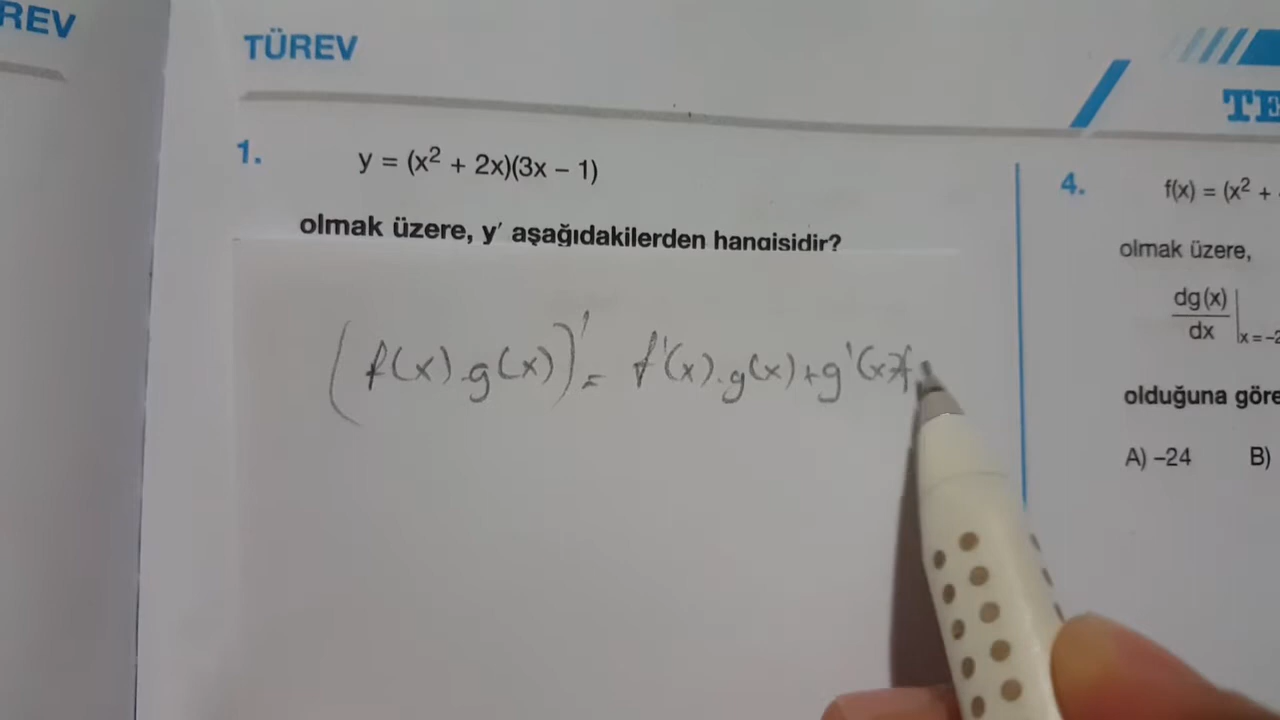 REV
TÜREV
TE
1.
y = (x² + 2x)(3x – 1)
olmak üzere, y′ aşağıdakilerden hangisidir?
(f(x).g(x))' = f'(x).g(x)+g'(x)f
4.
f(x) = (x² +
olmak üzere,
dg(x)
dx |x=–2
olduğuna göre
A) –24 B)